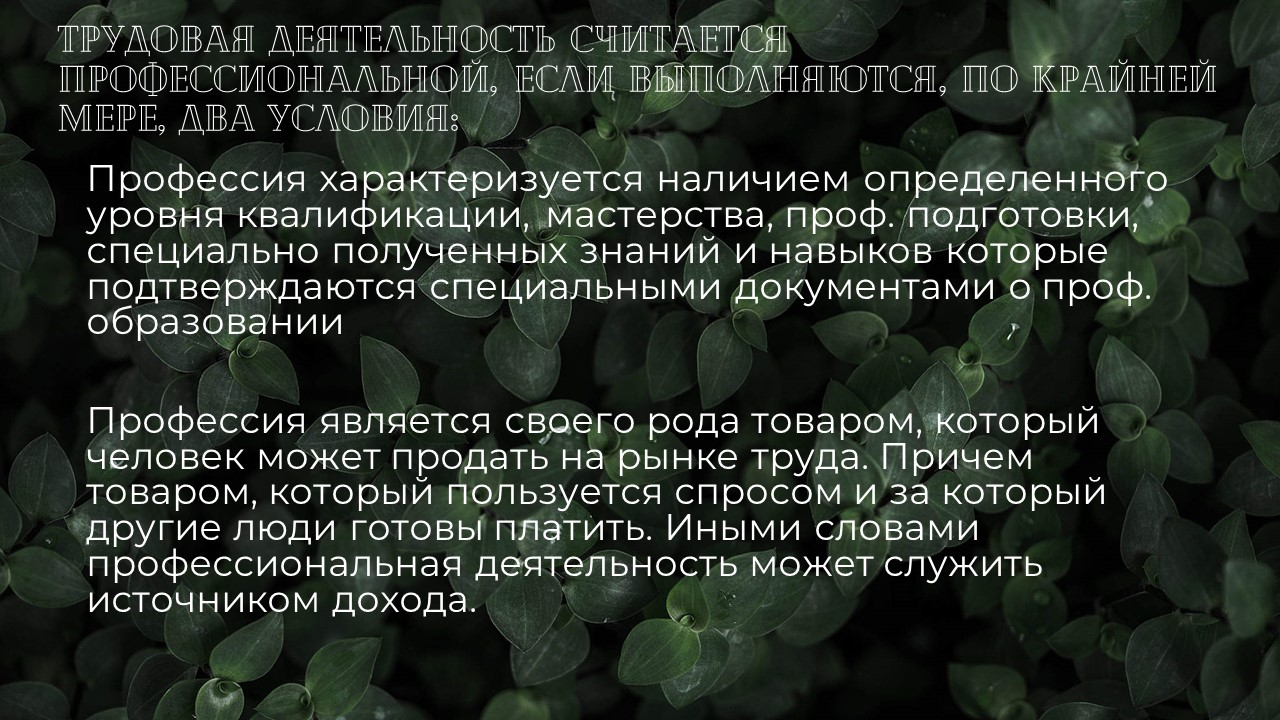 ТРУДОВАЯ ДЕЯТЕЛЬНОСТЬ СЧИТАЕТСЯ
ПРОФЕССИОНАЛЬНОЙ, ЕСЛИ ВЫПОЛНЯЮТСЯ, ПО КРАЙНЕЙ
МЕРЕ, ДВА УСЛОВИЯ:
Профессия характеризуется наличием определенного
уровня квалификации, мастерства, проф. подготовки,
специально полученных знаний и навыков которые
подтверждаются специальными документами о проф.
образовании
Профессия является своего рода товаром, который
человек может продать на рынке труда. Причем
товаром, который пользуется спросом и за который
другие люди готовы платить. Иными словами
профессиональная деятельность может служить
источником дохода.